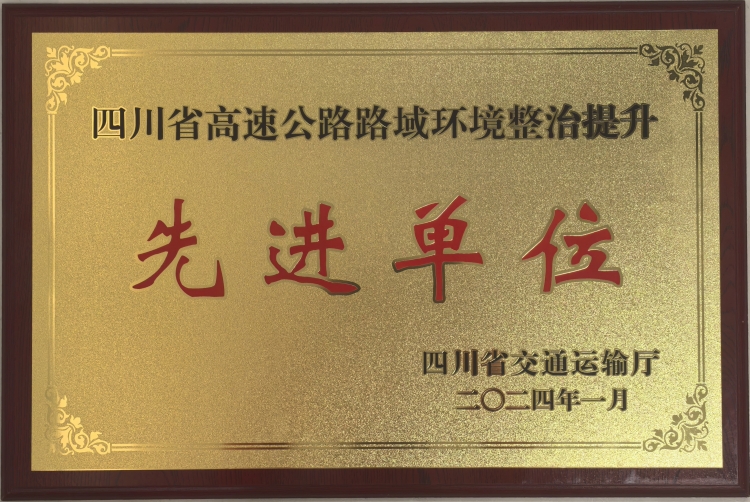 四川省高速公路路域环境整治提升
先进单位
四川省交通运输厅
二〇二四年一月